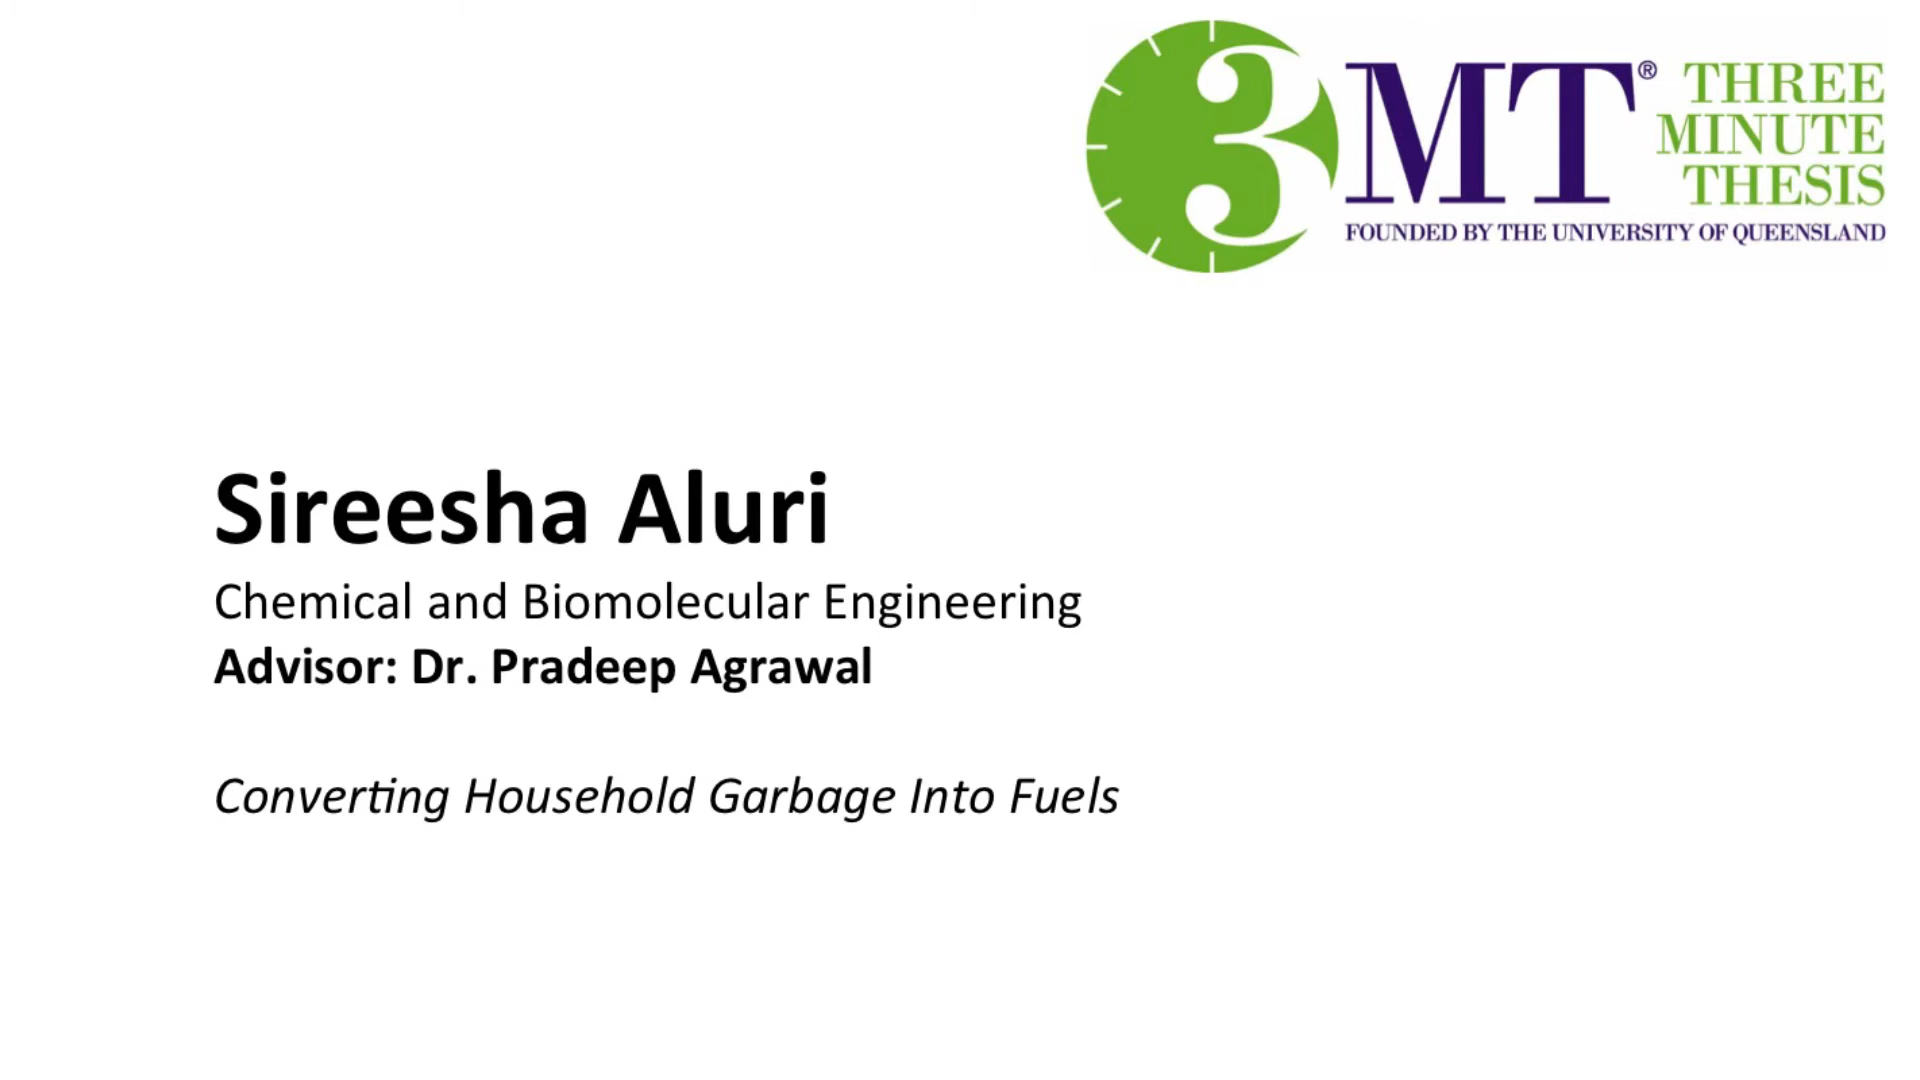 3MT®
THREE
MINUTE
THESIS
FOUNDED BY THE UNIVERSITY OF QUEENSLAND
Sireesha Aluri
Chemical and Biomolecular Engineering
Advisor: Dr. Pradeep Agrawal
Converting Household Garbage Into Fuels